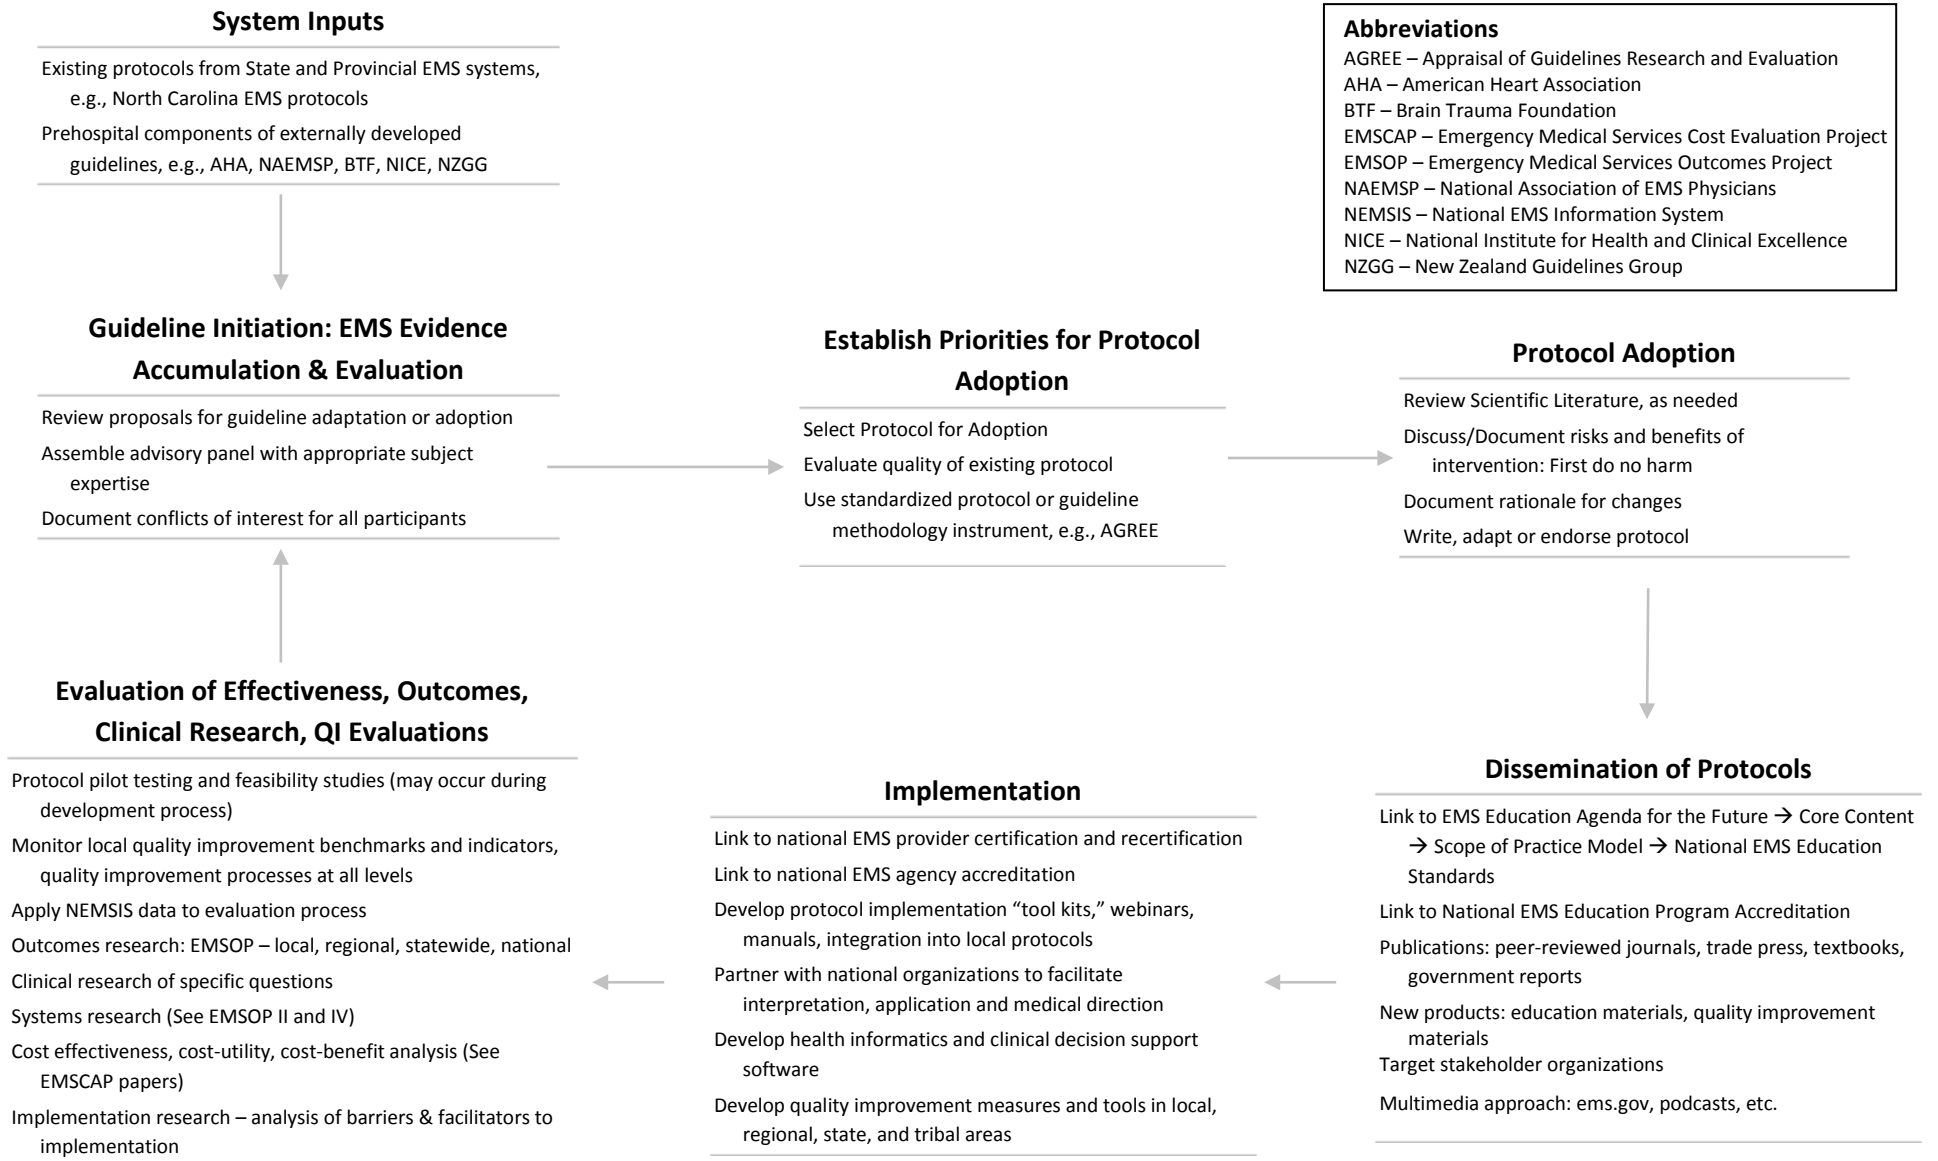 System Inputs
Existing protocols from State and Provincial EMS systems,
e.g., North Carolina EMS protocols
Prehospital components of externally developed
guidelines, e.g., AHA, NAEMSP, BTF, NICE, NZGG
Abbreviations
AGREE – Appraisal of Guidelines Research and Evaluation
AHA – American Heart Association
BTF – Brain Trauma Foundation
EMSCAP – Emergency Medical Services Cost Evaluation Project
EMSOP – Emergency Medical Services Outcomes Project
NAEMSP – National Association of EMS Physicians
NEMSIS – National EMS Information System
NICE – National Institute for Health and Clinical Excellence
NZGG – New Zealand Guidelines Group
Guideline Initiation: EMS Evidence
Accumulation & Evaluation
Review proposals for guideline adaptation or adoption
Assemble advisory panel with appropriate subject
expertise
Document conflicts of interest for all participants
Establish Priorities for Protocol
Adoption
Select Protocol for Adoption
Evaluate quality of existing protocol
Use standardized protocol or guideline
methodology instrument, e.g., AGREE
Protocol Adoption
Review Scientific Literature, as needed
Discuss/Document risks and benefits of
intervention: First do no harm
Document rationale for changes
Write, adapt or endorse protocol
Evaluation of Effectiveness, Outcomes,
Clinical Research, QI Evaluations
Protocol pilot testing and feasibility studies (may occur during
development process)
Monitor local quality improvement benchmarks and indicators,
quality improvement processes at all levels
Apply NEMSIS data to evaluation process
Outcomes research: EMSOP – local, regional, statewide, national
Clinical research of specific questions
Systems research (See EMSOP II and IV)
Cost effectiveness, cost-utility, cost-benefit analysis (See
EMSCAP papers)
Implementation research – analysis of barriers & facilitators to
implementation
Implementation
Link to national EMS provider certification and recertification
Link to national EMS agency accreditation
Develop protocol implementation “tool kits,” webinars,
manuals, integration into local protocols
Partner with national organizations to facilitate
interpretation, application and medical direction
Develop health informatics and clinical decision support
software
Develop quality improvement measures and tools in local,
regional, state, and tribal areas
Dissemination of Protocols
Link to EMS Education Agenda for the Future → Core Content
→ Scope of Practice Model → National EMS Education
Standards
Link to National EMS Education Program Accreditation
Publications: peer-reviewed journals, trade press, textbooks,
government reports
New products: education materials, quality improvement
materials
Target stakeholder organizations
Multimedia approach: ems.gov, podcasts, etc.